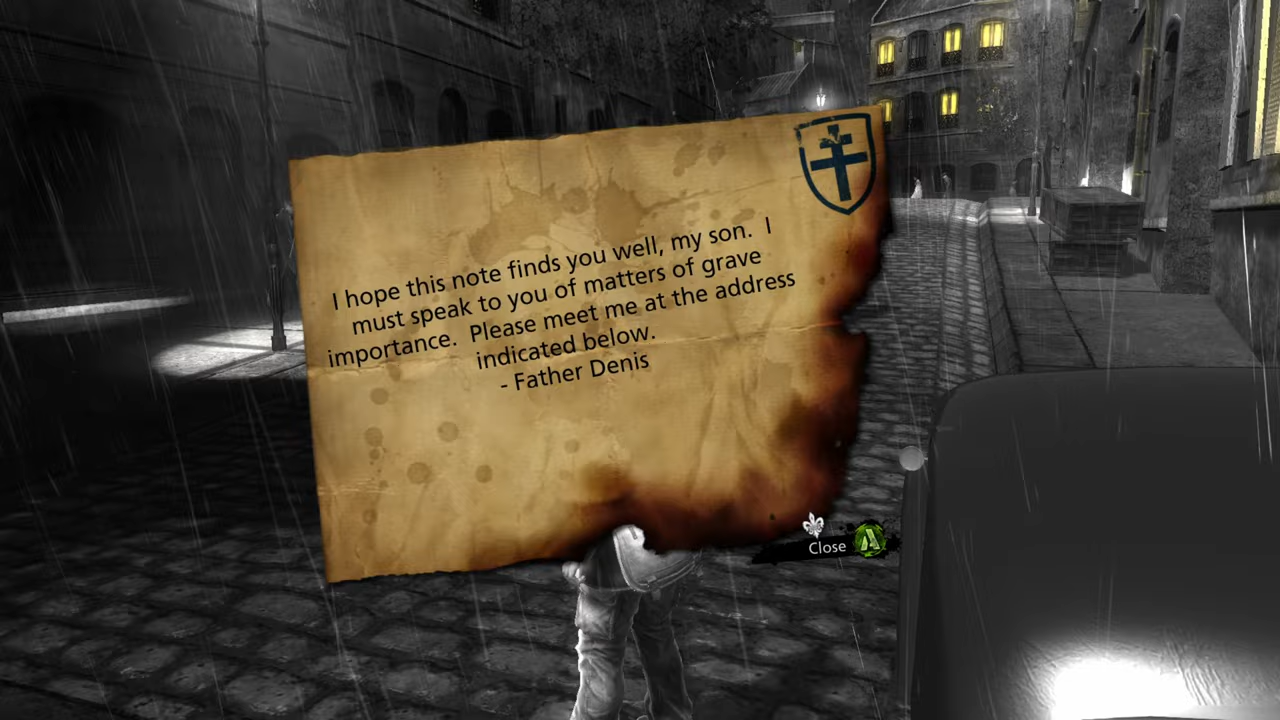 I hope this note finds you well, my son.  I
must speak to you of matters of grave
importance.  Please meet me at the address
indicated below.
- Father Denis
Close A